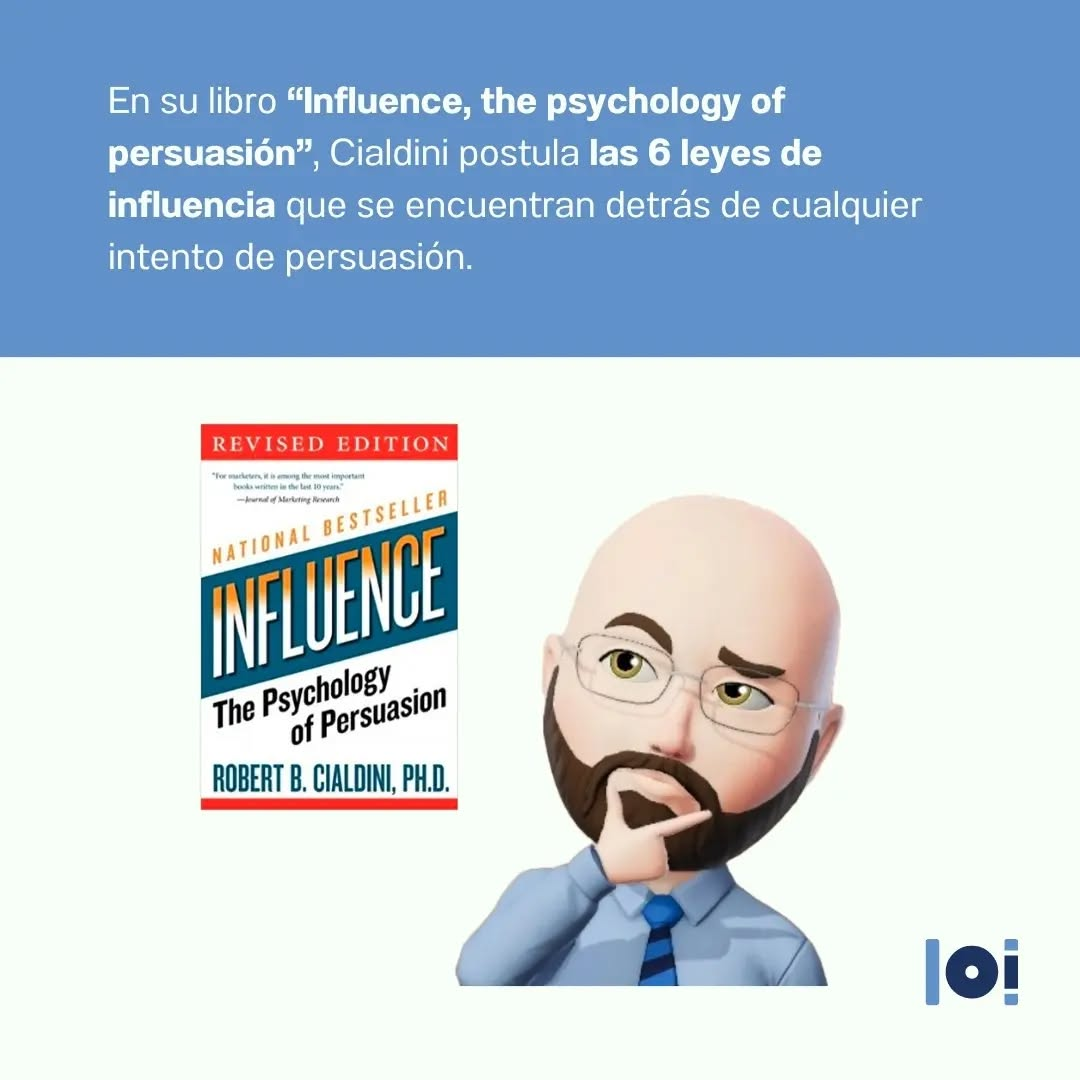 En su libro “Influence, the psychology of
persuasión”, Cialdini postula las 6 leyes de
influencia que se encuentran detrás de cualquier
intento de persuasión.
REVISED EDITION
"For marketers, it is among the most important
books written in the last 10 years."
—Journal of Marketing Research
NATIONAL BESTSELLER
INFLUENCE
The Psychology
of Persuasion
ROBERT B. CIALDINI, PH.D.